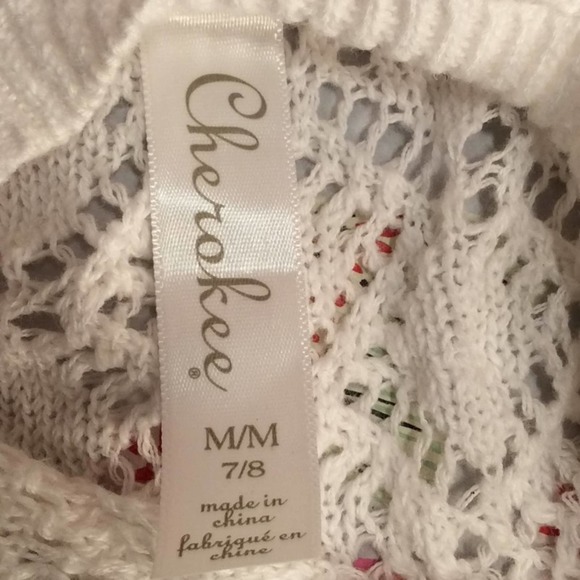 Cherokee®
M/M
7/8
made in
china
fabriqué en
chine